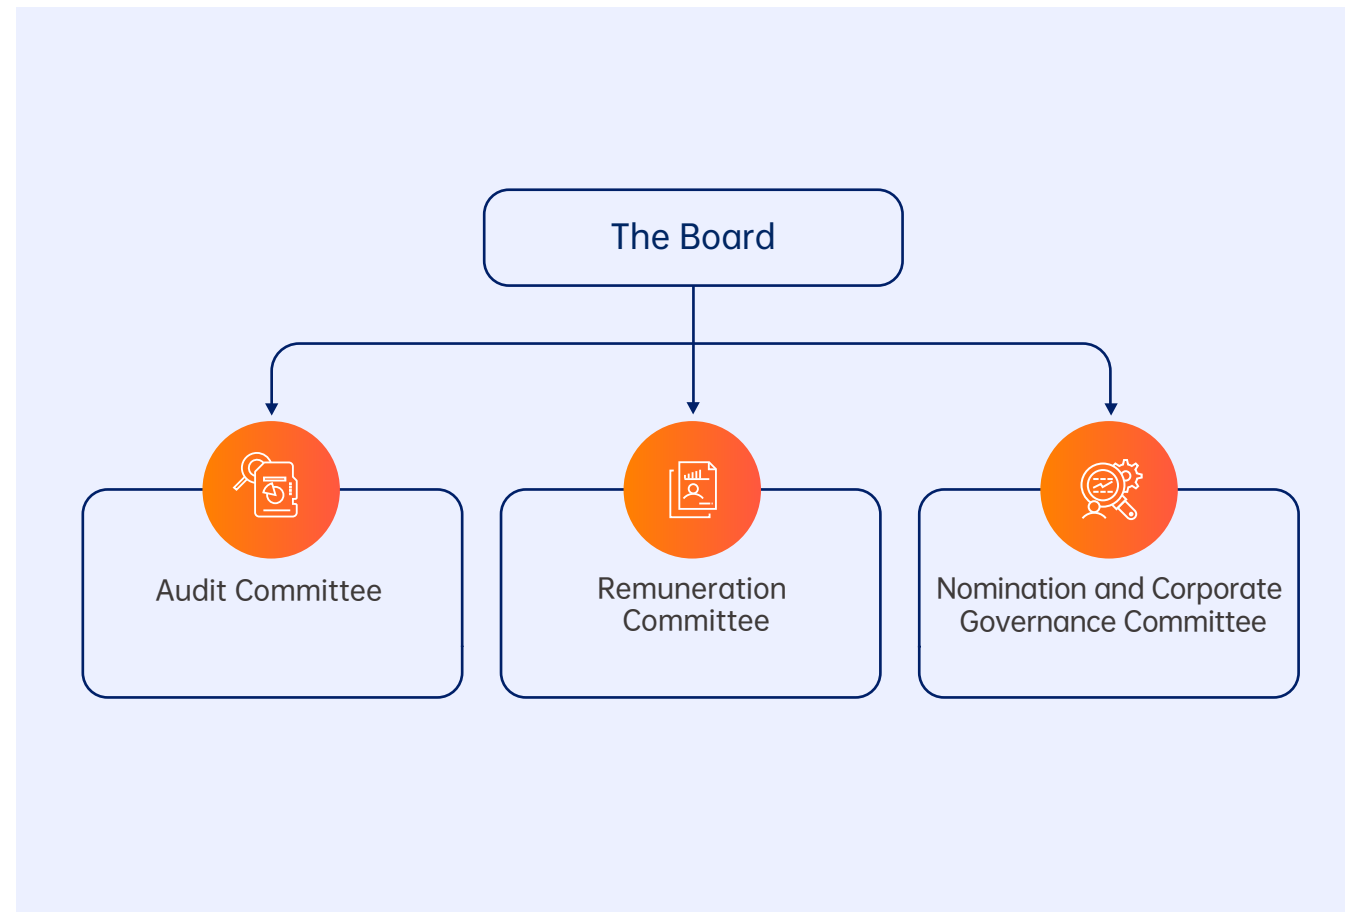 The Board
Audit Committee
Remuneration
Committee
Nomination and Corporate
Governance Committee